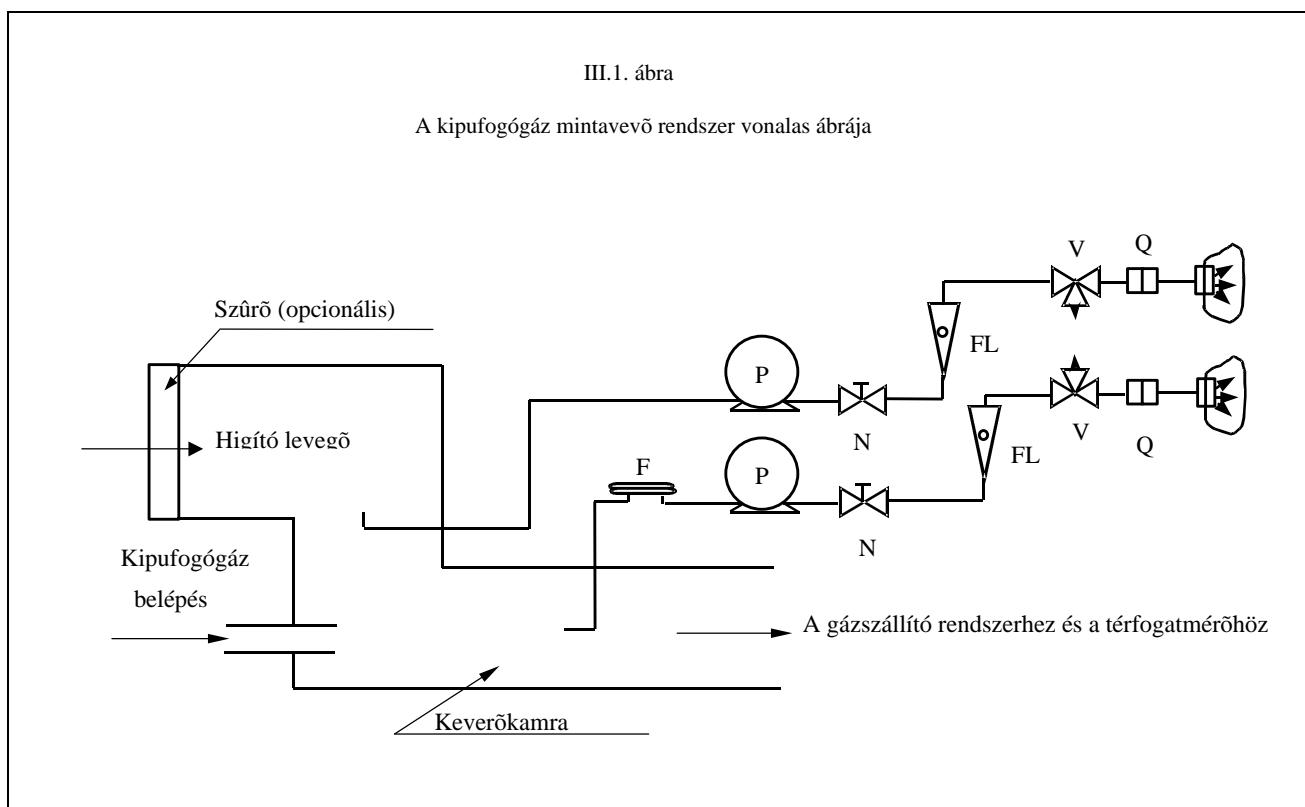 III.1. ábra
A kipufogógáz mintavevõ rendszer vonalas ábrája
V
Q
Szûrõ (opcionális)
FL
P
N
V
Q
Higító levegõ
F
P
FL
N
Kipufogógáz
belépés
A gázszállító rendszerhez és a térfogatmérõhöz
Keverõkamra